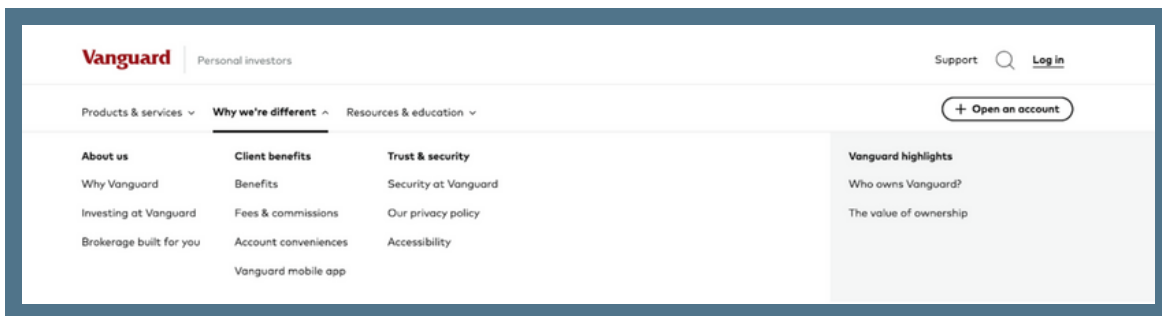 Vanguard Personal investors Support Log in
Products & services Why we're different Resources & education + Open an account
About us
Why Vanguard
Investing at Vanguard
Brokerage built for you
Client benefits
Benefits
Fees & commissions
Account conveniences
Vanguard mobile app
Trust & security
Security at Vanguard
Our privacy policy
Accessibility
Vanguard highlights
Who owns Vanguard?
The value of ownership